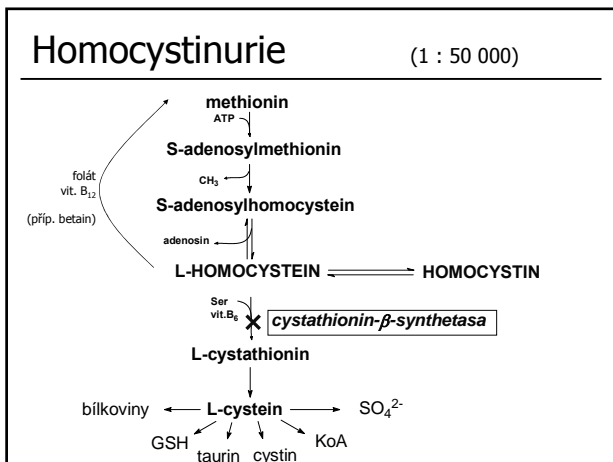 Homocystinurie (1 : 50 000)
methionin
ATP
S-adenosylmethionin
folát
vit. B₁₂
CH₃
(příp. betain)
S-adenosylhomocystein
adenosin
L-HOMOCYSTEIN HOMOCYSTIN
Ser
vit.B₆
cystathionin-β-synthetasa
L-cystathionin
bílkoviny L-cystein SO₄²⁻
GSH taurin cystin KoA